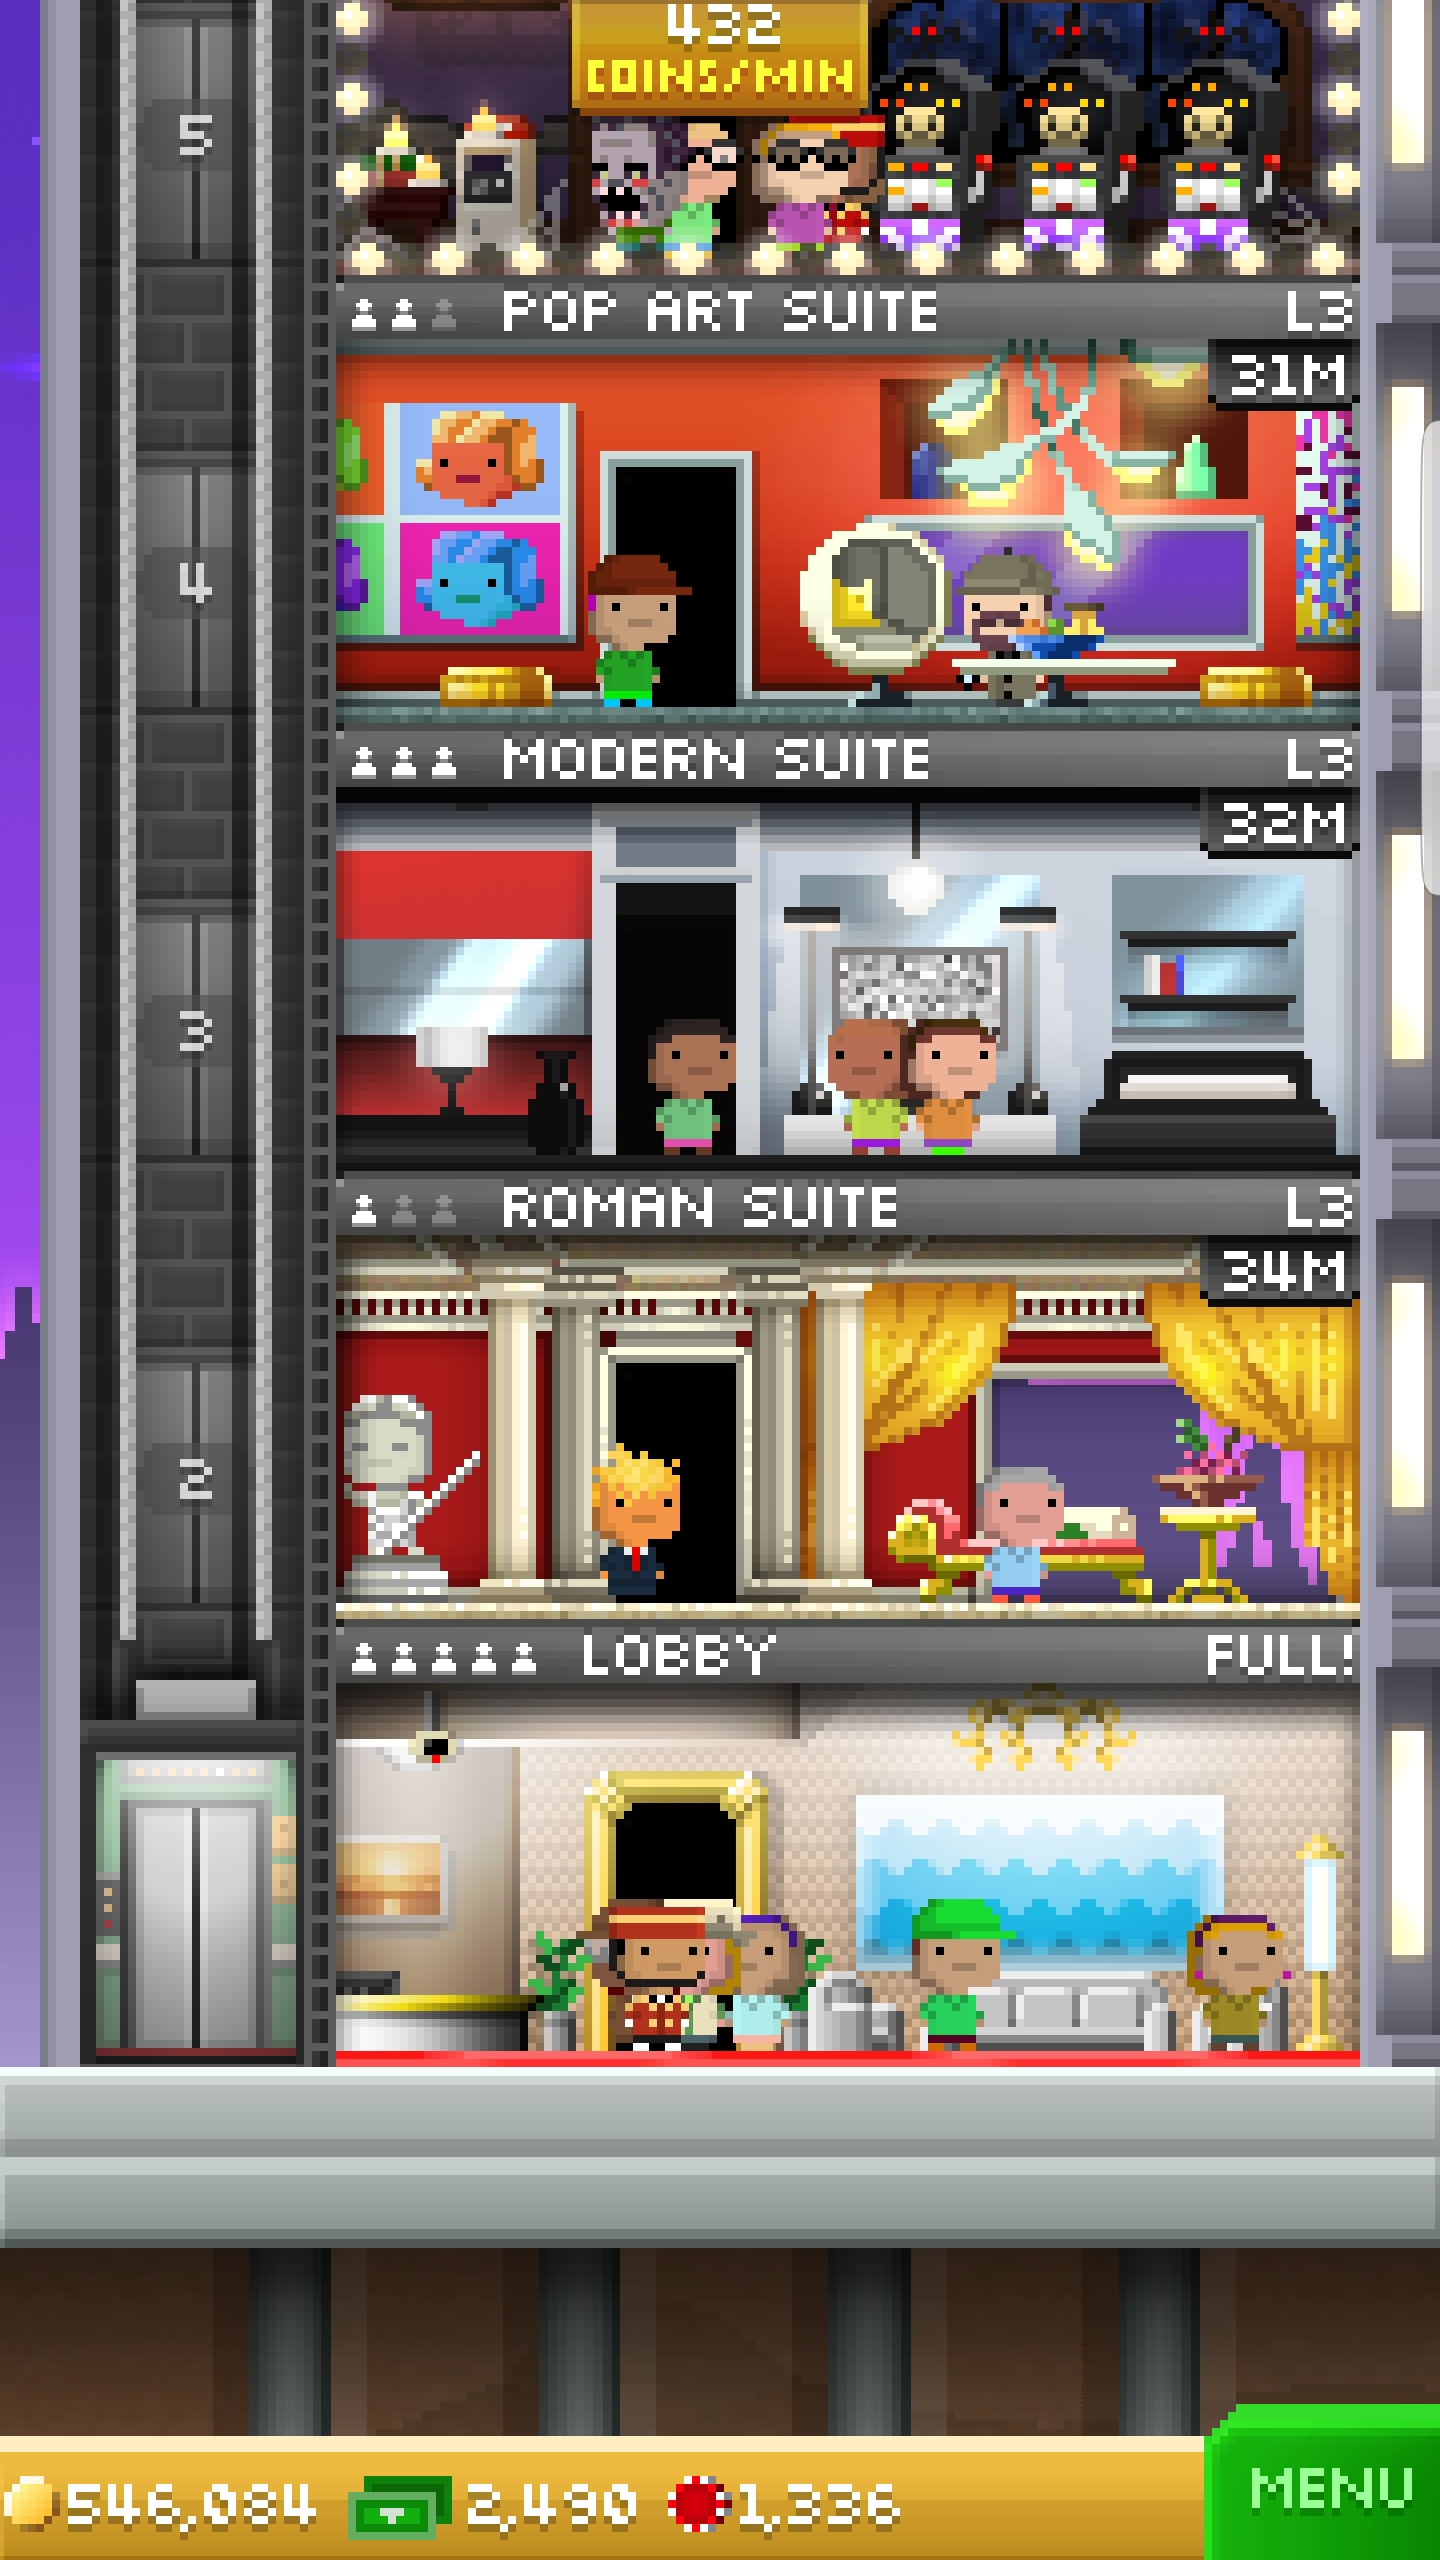 432
COINS/MIN
5
POP ART SUITE L3
31M
4
MODERN SUITE L3
32M
3
ROMAN SUITE L3
34M
2
LOBBY FULL!
546,084 2,490 1,336
MENU